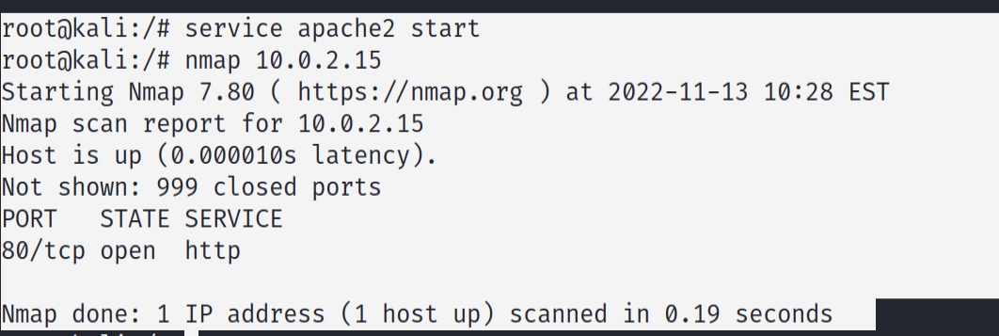 root@kali:/# service apache2 start
root@kali:/# nmap 10.0.2.15
Starting Nmap 7.80 ( https://nmap.org ) at 2022-11-13 10:28 EST
Nmap scan report for 10.0.2.15
Host is up (0.000010s latency).
Not shown: 999 closed ports
PORT   STATE SERVICE
80/tcp open  http
Nmap done: 1 IP address (1 host up) scanned in 0.19 seconds